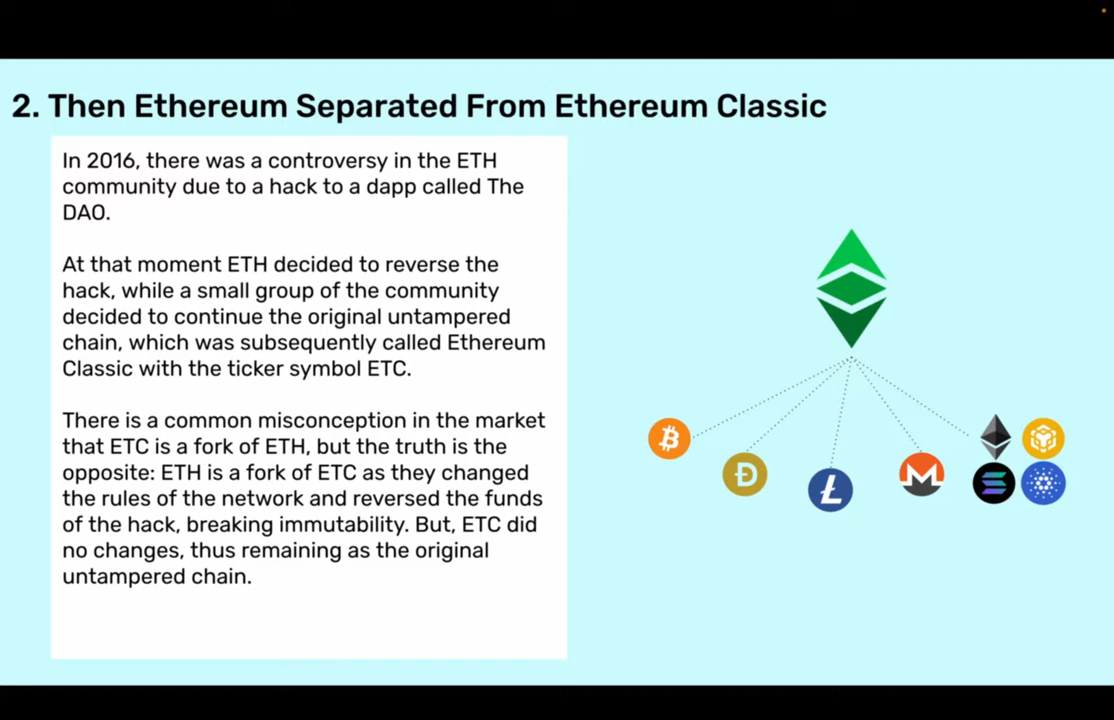 2. Then Ethereum Separated From Ethereum Classic
In 2016, there was a controversy in the ETH
community due to a hack to a dapp called The
DAO.
At that moment ETH decided to reverse the
hack, while a small group of the community
decided to continue the original untampered
chain, which was subsequently called Ethereum
Classic with the ticker symbol ETC.
There is a common misconception in the market
that ETC is a fork of ETH, but the truth is the
opposite: ETH is a fork of ETC as they changed
the rules of the network and reversed the funds
of the hack, breaking immutability. But, ETC did
no changes, thus remaining as the original
untampered chain.